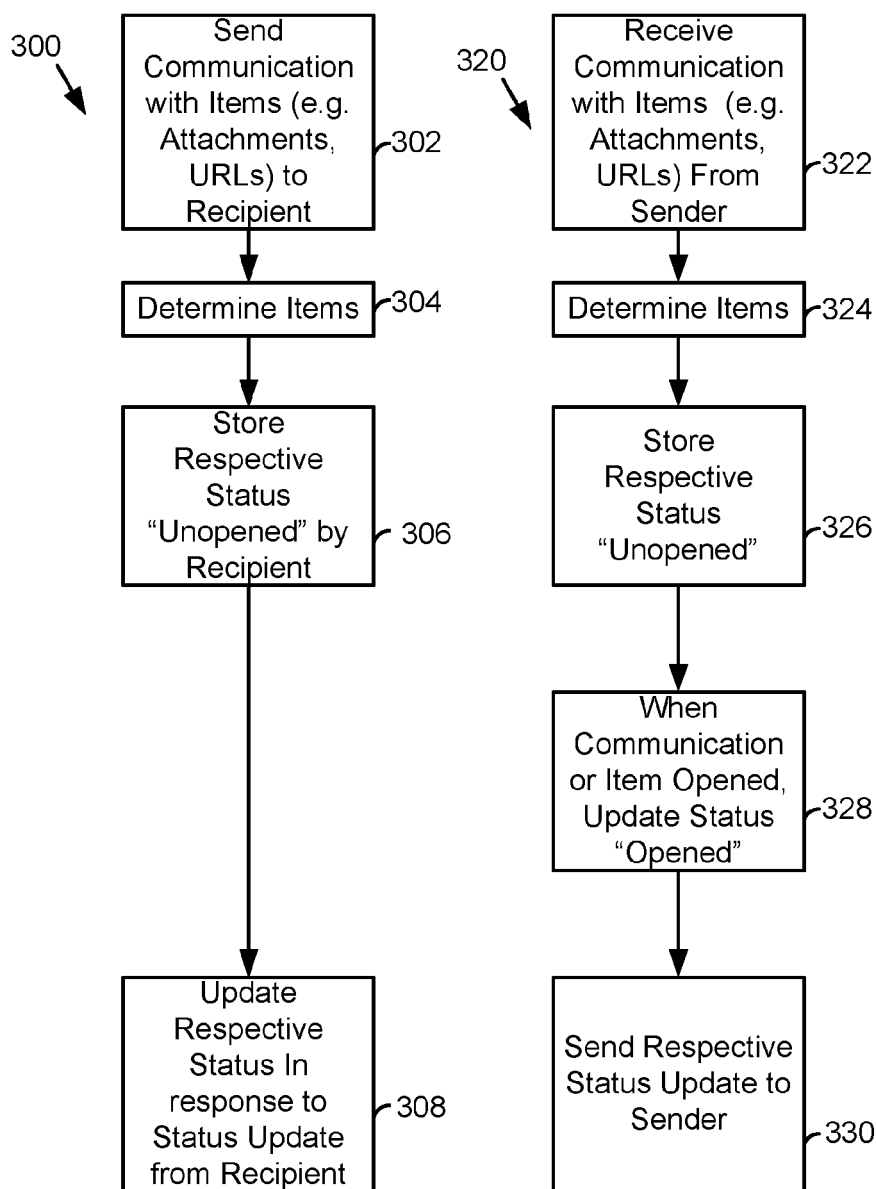 300
Send
Communication
with Items (e.g.
Attachments,
URLs) to
Recipient
302
Determine Items
304
Store
Respective
Status
“Unopened” by
Recipient
306
Update
Respective
Status In
response to
Status Update
from Recipient
308
320
Receive
Communication
with Items (e.g.
Attachments,
URLs) From
Sender
322
Determine Items
324
Store
Respective
Status
“Unopened”
326
When
Communication
or Item Opened,
Update Status
“Opened”
328
Send Respective
Status Update to
Sender
330